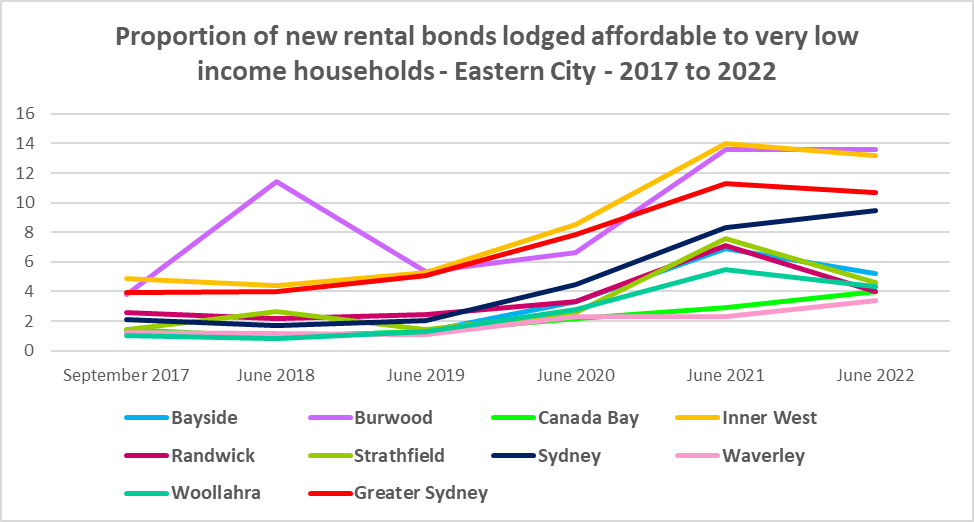 Proportion of new rental bonds lodged affordable to very low
income households - Eastern City - 2017 to 2022
16
14
12
10
8
6
4
2
0
September 2017 June 2018 June 2019 June 2020 June 2021 June 2022
Bayside Burwood Canada Bay Inner West
Randwick Strathfield Sydney Waverley
Woollahra Greater Sydney